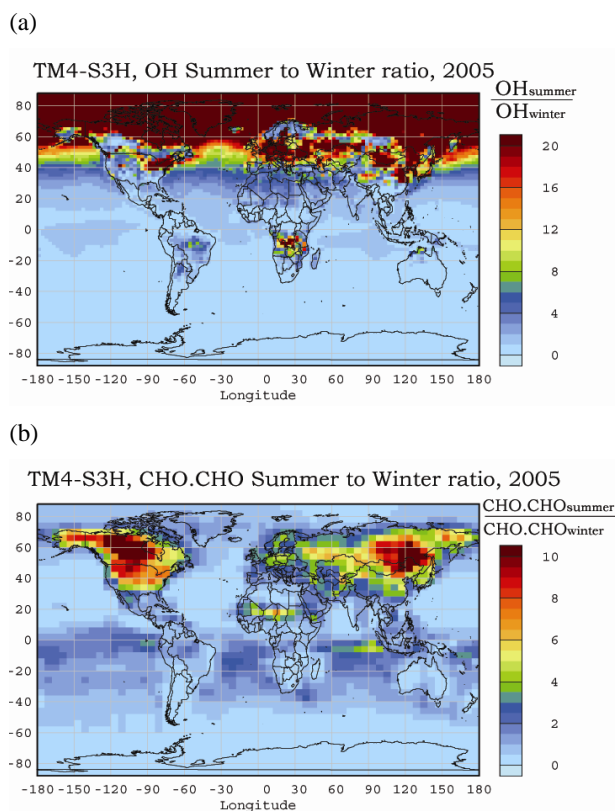 (a)
TM4-S3H, OH Summer to Winter ratio, 2005
OHsummer
OHwinter
80
60
40
20
0
-20
-40
-60
-80
-180 -150 -120 -90 -60 -30 0 30 60 90 120 150 180
Longitude
20
16
12
8
4
0
(b)
TM4-S3H, CHO.CHO Summer to Winter ratio, 2005
CHO.CHOsummer
CHO.CHOwinter
80
60
40
20
0
-20
-40
-60
-80
-180 -150 -120 -90 -60 -30 0 30 60 90 120 150 180
Longitude
10
8
6
4
2
0